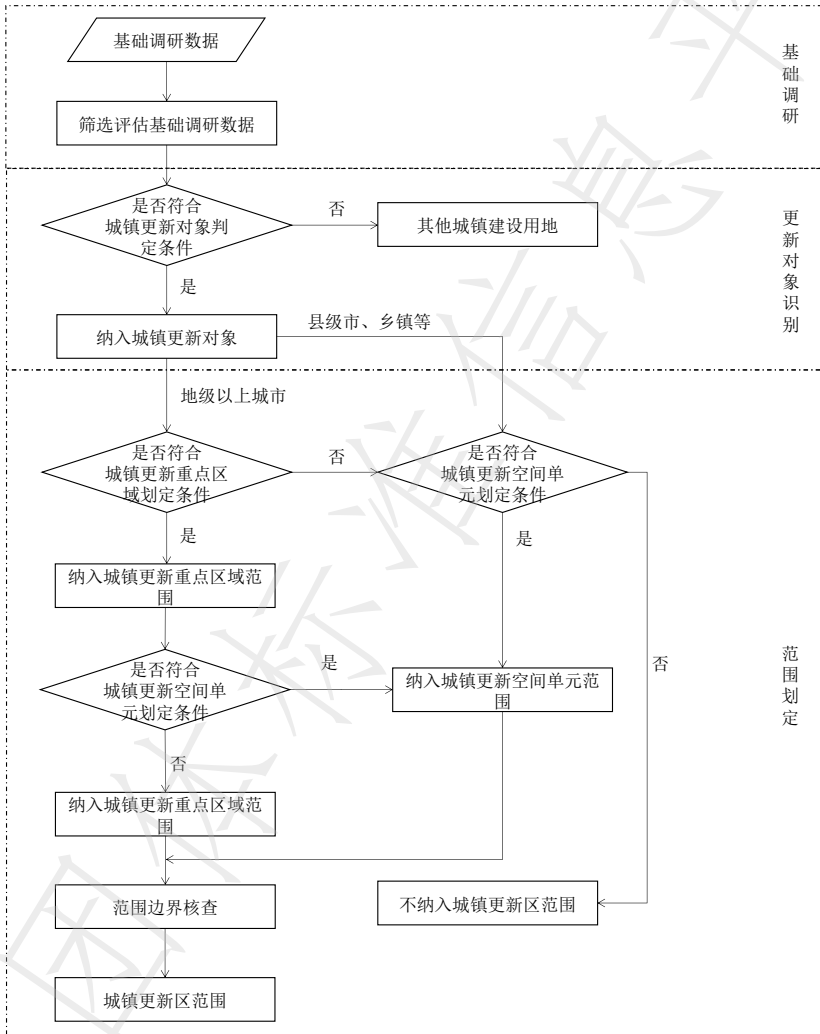 基础调研数据
筛选评估基础调研数据
基础调研
是否符合
城镇更新对象判
定条件
否
其他城镇建设用地
是
纳入城镇更新对象
县级市、乡镇等
更新对象识别
地级以上城市
是否符合
城镇更新重点区
域划定条件
否
是否符合
城镇更新空间单
元划定条件
是
是
纳入城镇更新重点区域范
围
是否符合
城镇更新空间单
元划定条件
是
纳入城镇更新空间单元范
围
否
范围划定
否
纳入城镇更新重点区域范
围
范围边界核查
不纳入城镇更新区范围
城镇更新区范围
团体标准信息平